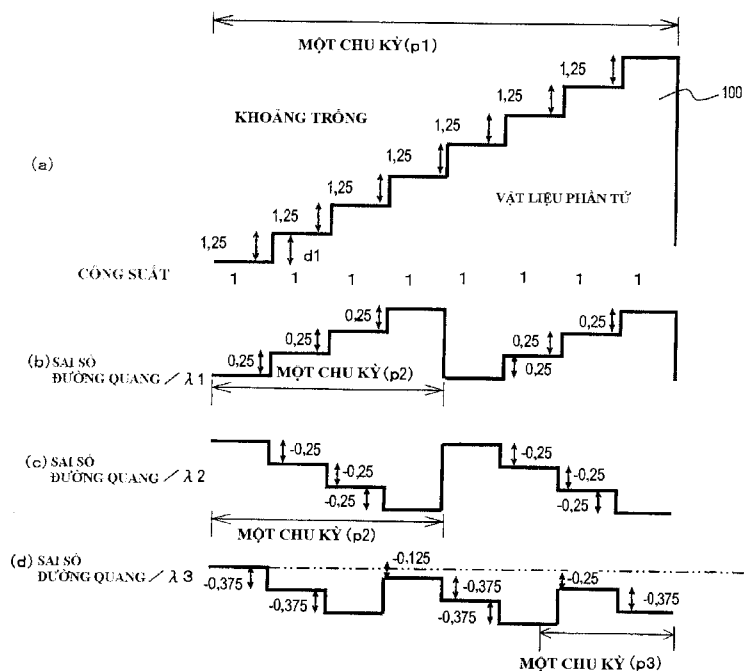 MỘT CHU KỲ(p1)
1,25
1,25
1,25
1,25
1,25
1,25
1,25
1,25
100
KHOẢNG TRỐNG
(a)
VẬT LIỆU PHẦN TỬ
d1
CÔNG SUẤT
1 1 1 1 1 1 1 1
0,25
0,25
0,25
0,25
0,25
0,25
(b) SAI SỐ
ĐƯỜNG QUANG / λ1
MỘT CHU KỲ(p2)
(c) SAI SỐ
ĐƯỜNG QUANG / λ2
-0,25
-0,25
-0,25
-0,25
-0,25
-0,25
MỘT CHU KỲ(p2)
(d) SAI SỐ
ĐƯỜNG QUANG / λ3
-0,375
-0,375
-0,125
-0,375
-0,375
-0,25
-0,375
MỘT CHU KỲ(p3)